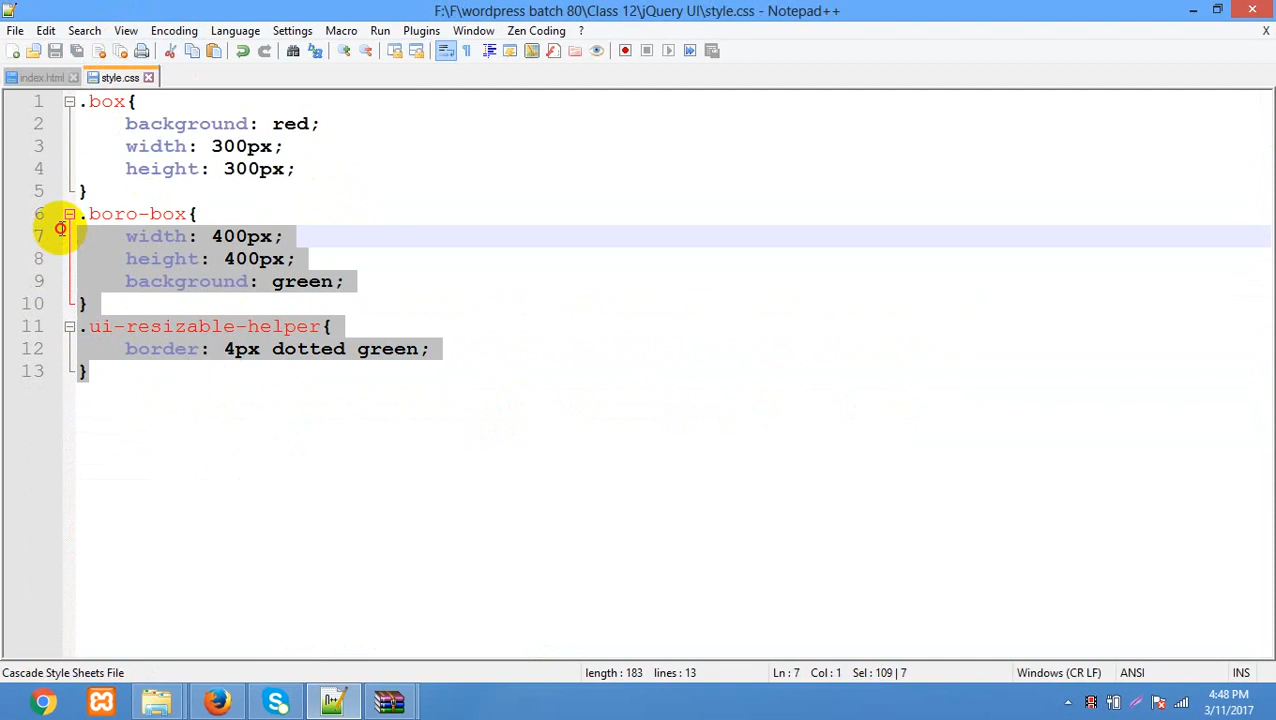 F:\F\wordpress batch 80\Class 12\jQuery UI\style.css - Notepad++
File Edit Search View Encoding Language Settings Macro Run Plugins Window Zen Coding ? X
index.html style.css
1 .box{
2 background: red;
3 width: 300px;
4 height: 300px;
5 }
6 .boro-box{
7 width: 400px;
8 height: 400px;
9 background: green;
10 }
11 .ui-resizable-helper{
12 border: 4px dotted green;
13 }
Cascade Style Sheets File length : 183 lines : 13 Ln : 7 Col : 1 Sel : 109 | 7 Windows (CR LF) ANSI INS
4:48 PM
3/11/2017